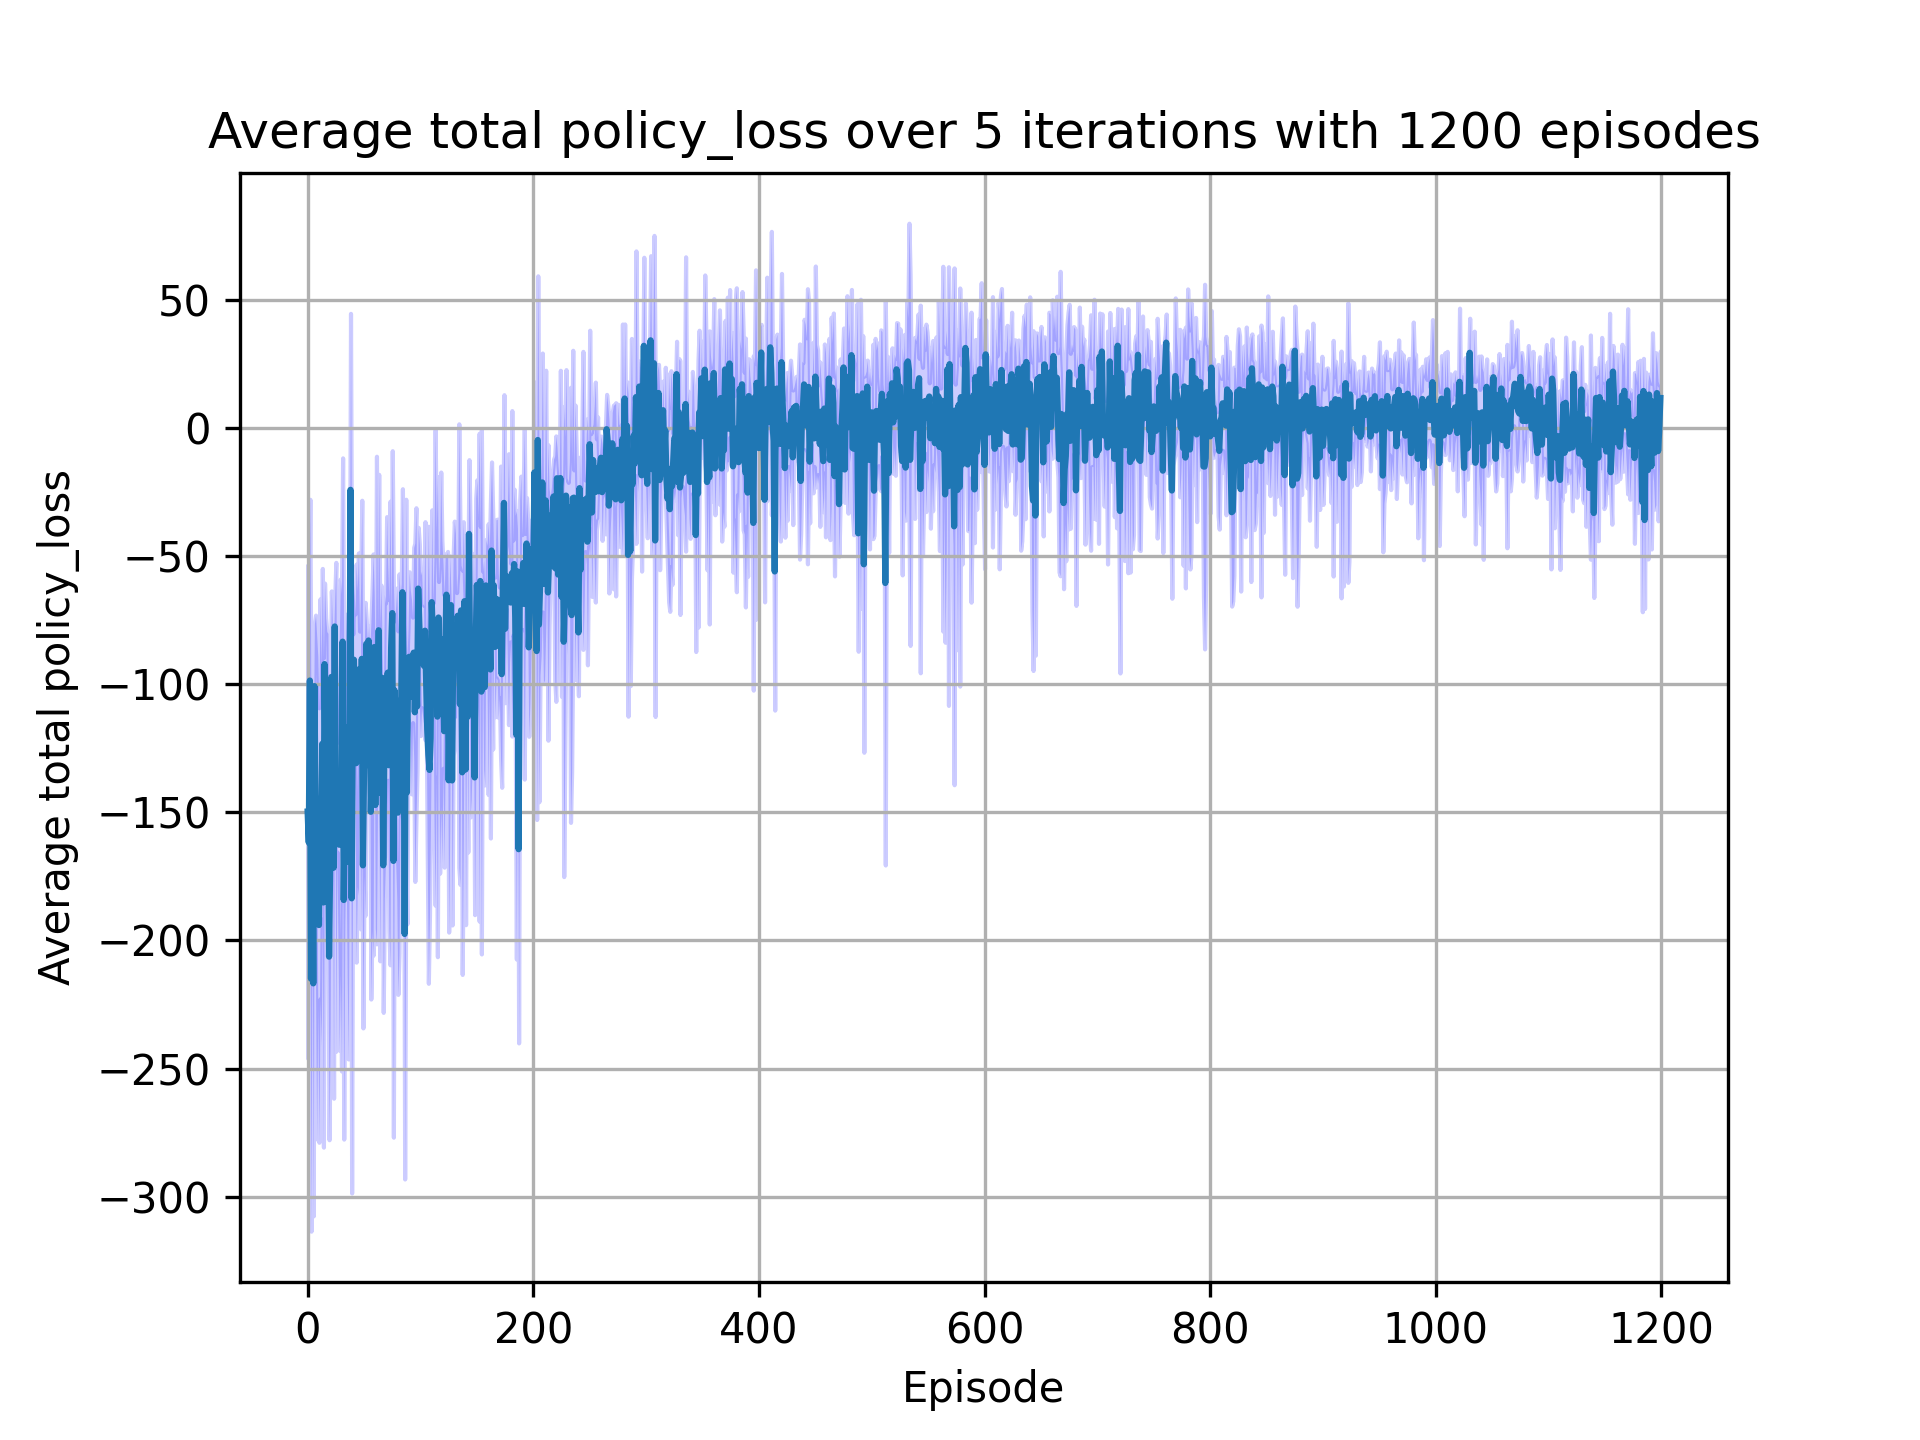 Average total policy_loss over 5 iterations with 1200 episodes
Average total policy_loss
50
0
−50
−100
−150
−200
−250
−300
0 200 400 600 800 1000 1200
Episode